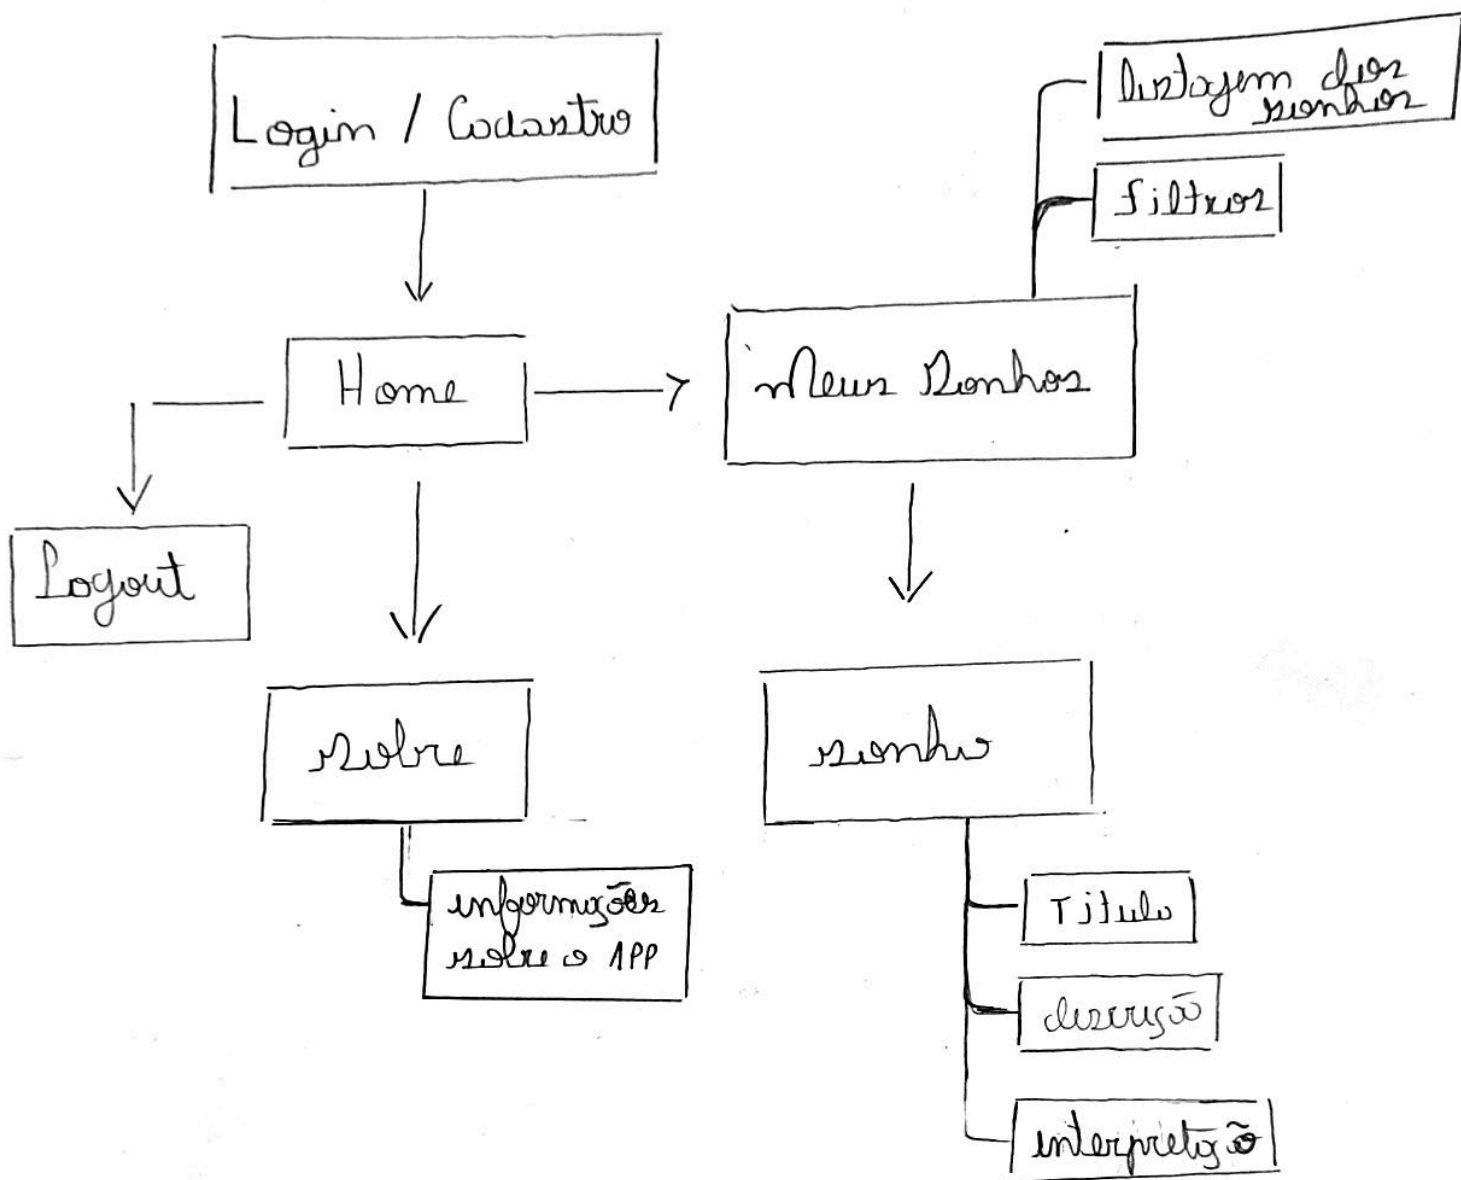 Login / Cadastro
Listagem dos
sonhos
filtros
Home
Meus Sonhos
Logout
Sobre
sonho
informações
sobre o APP
Titulo
descrição
interpretação